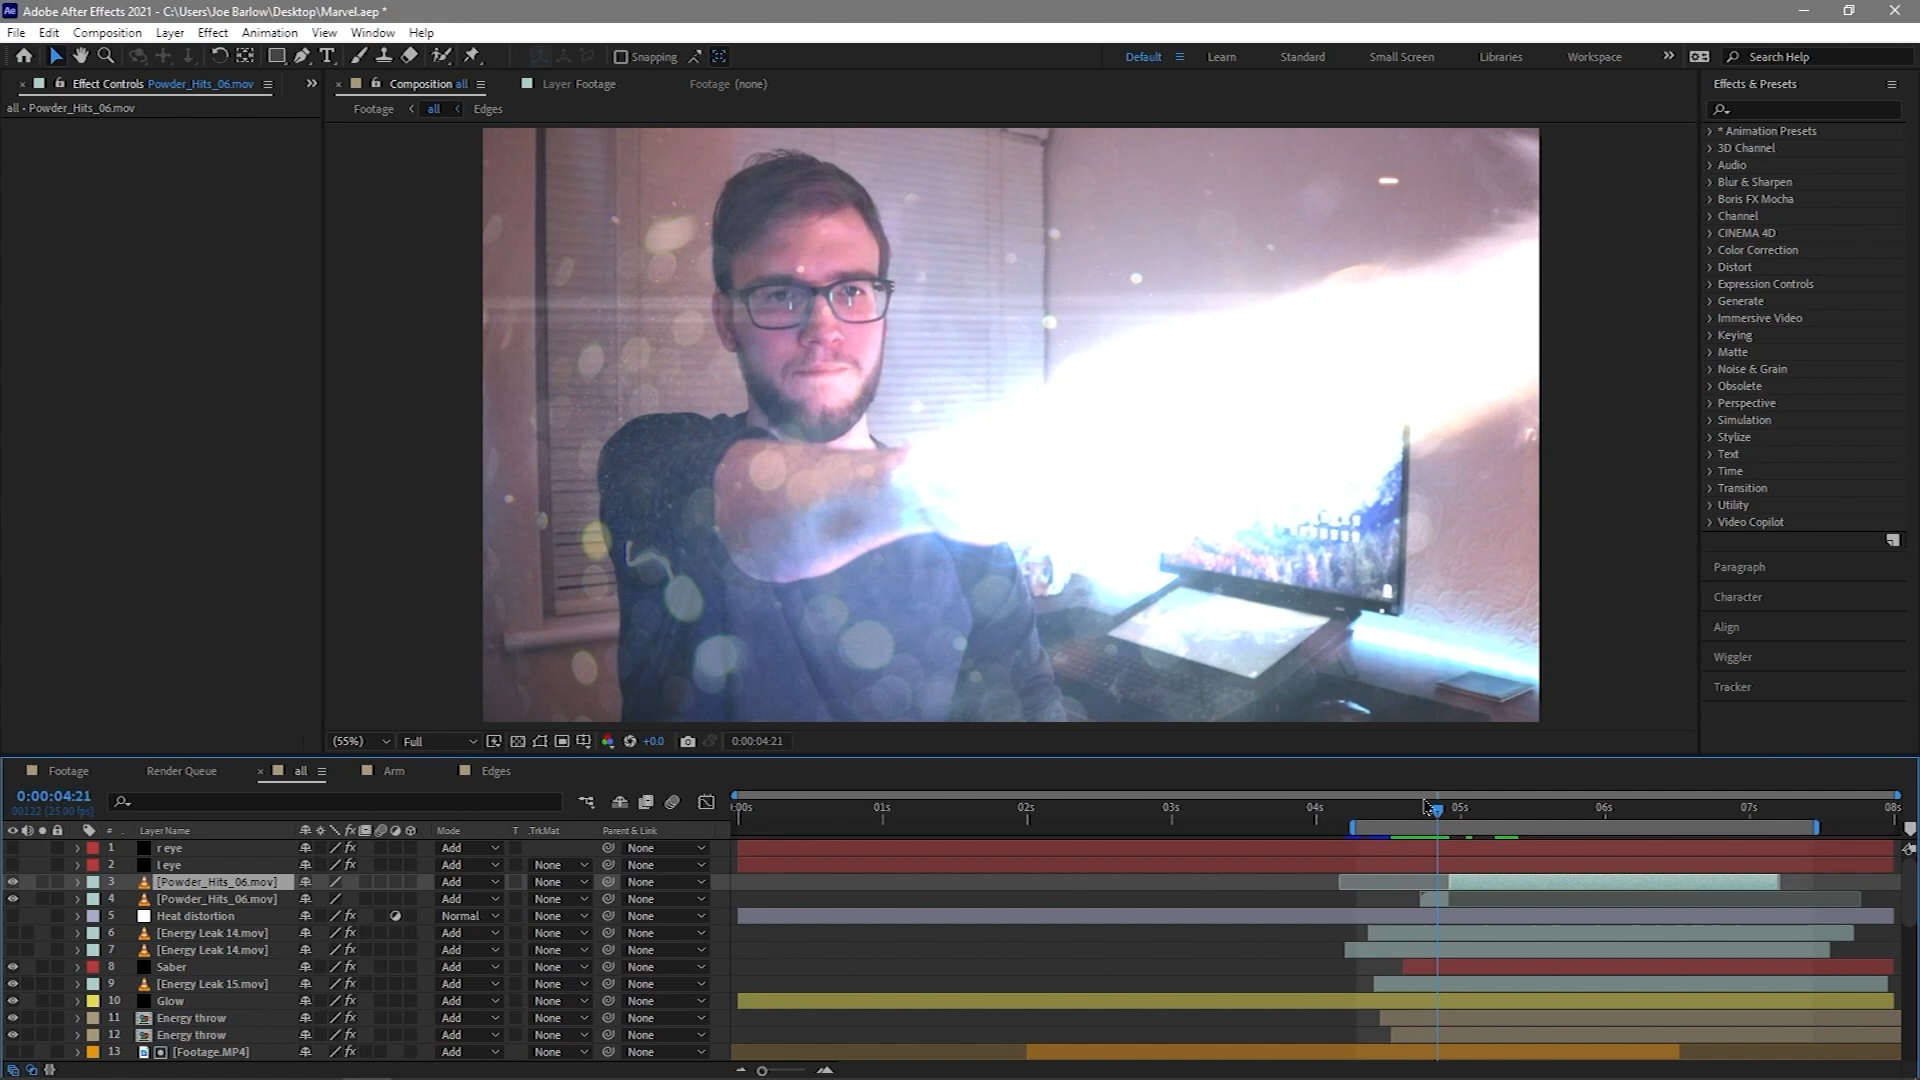 Ae Adobe After Effects 2021 - C:\Users\Joe Barlow\Desktop\Marvel.aep *
File Edit Composition Layer Effect Animation View Window Help
Snapping Default Learn Standard Small Screen Libraries Workspace Search Help
Effect Controls Powder_Hits_06.mov Composition all Layer Footage Footage (none) Effects & Presets
all - Powder_Hits_06.mov
Footage all Edges
* Animation Presets
3D Channel
Audio
Blur & Sharpen
Boris FX Mocha
Channel
CINEMA 4D
Color Correction
Distort
Expression Controls
Generate
Immersive Video
Keying
Matte
Noise & Grain
Obsolete
Perspective
Simulation
Stylize
Text
Time
Transition
Utility
Video Copilot
Paragraph
Character
Align
Wiggler
Tracker
(55%) Full +0.0 0:00:04:21
Footage Render Queue all Arm Edges
0:00:04:21
00122 (25.00 fps)
:00s 01s 02s 03s 04s 05s 06s 07s 08s
# Layer Name Mode T .TrkMat Parent & Link
1 r eye Add None
2 l eye Add None None
3 [Powder_Hits_06.mov] Add None None
4 [Powder_Hits_06.mov] Add None None
5 Heat distortion Normal None None
6 [Energy Leak 14.mov] Add None None
7 [Energy Leak 14.mov] Add None None
8 Saber Add None None
9 [Energy Leak 15.mov] Add None None
10 Glow Add None None
11 Energy throw Add None None
12 Energy throw Add None None
13 [Footage.MP4] Add None None